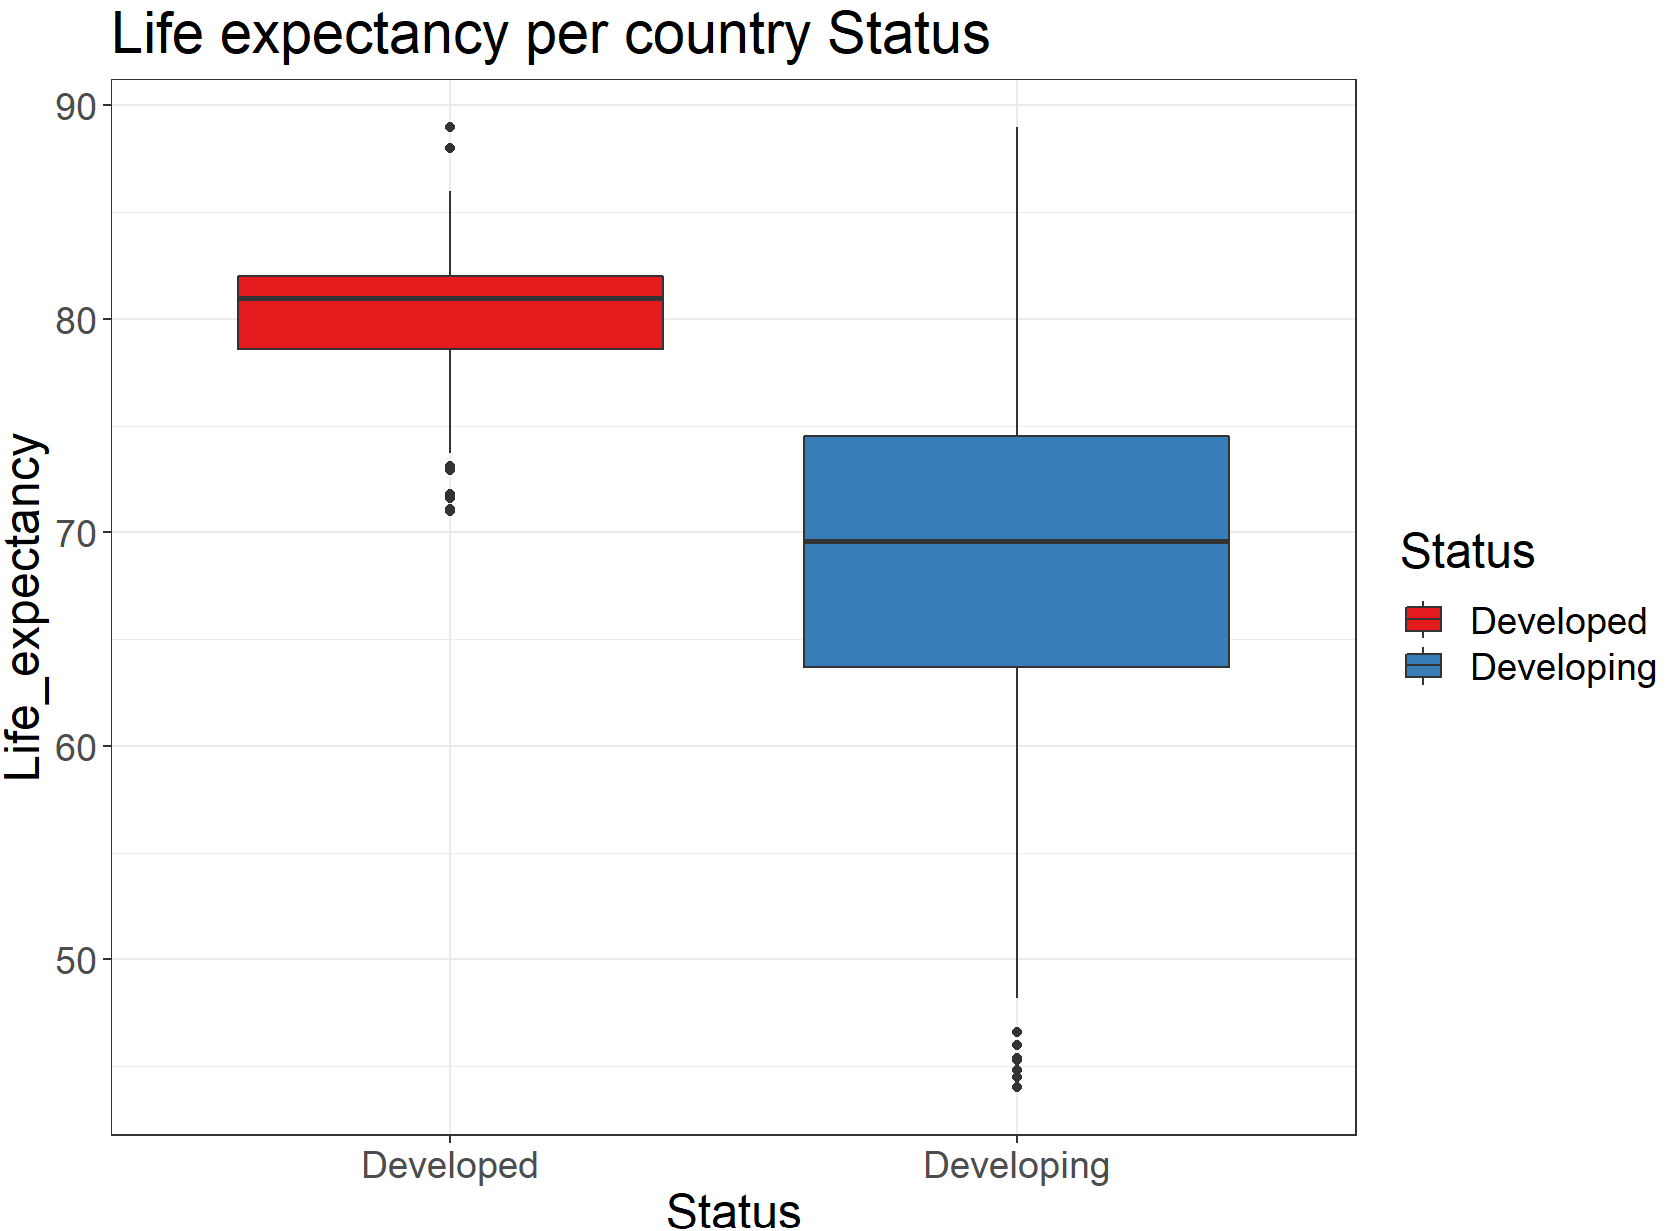 Life expectancy per country Status
90
80
70
60
50
Life_expectancy
Developed
Developing
Status
Status
Developed
Developing